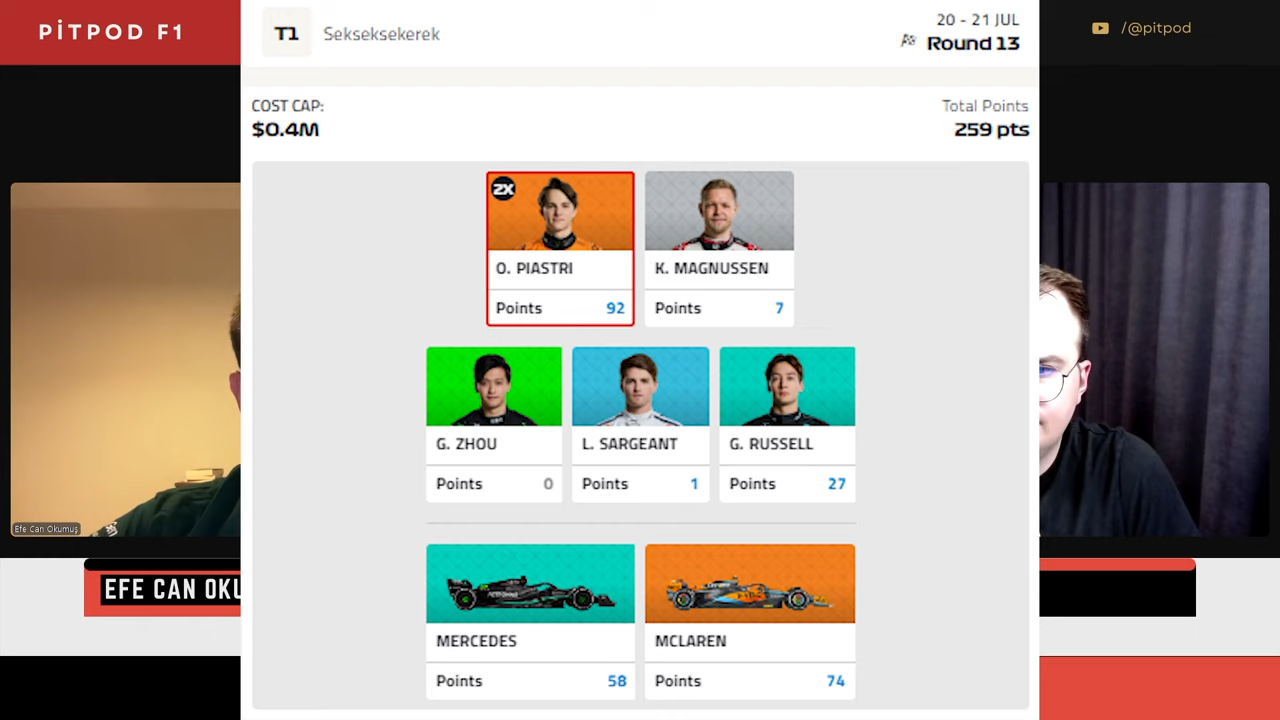 PİTPOD F1
T1
Sekseksekerek
20 - 21 JUL
Round 13
/@pitpod
COST CAP:
$0.4M
Total Points
259 pts
2X
O. PIASTRI
Points 92
K. MAGNUSSEN
Points 7
G. ZHOU
Points 0
L. SARGEANT
Points 1
G. RUSSELL
Points 27
Efe Can Okumuş
EFE CAN OKU
MERCEDES
Points 58
MCLAREN
Points 74